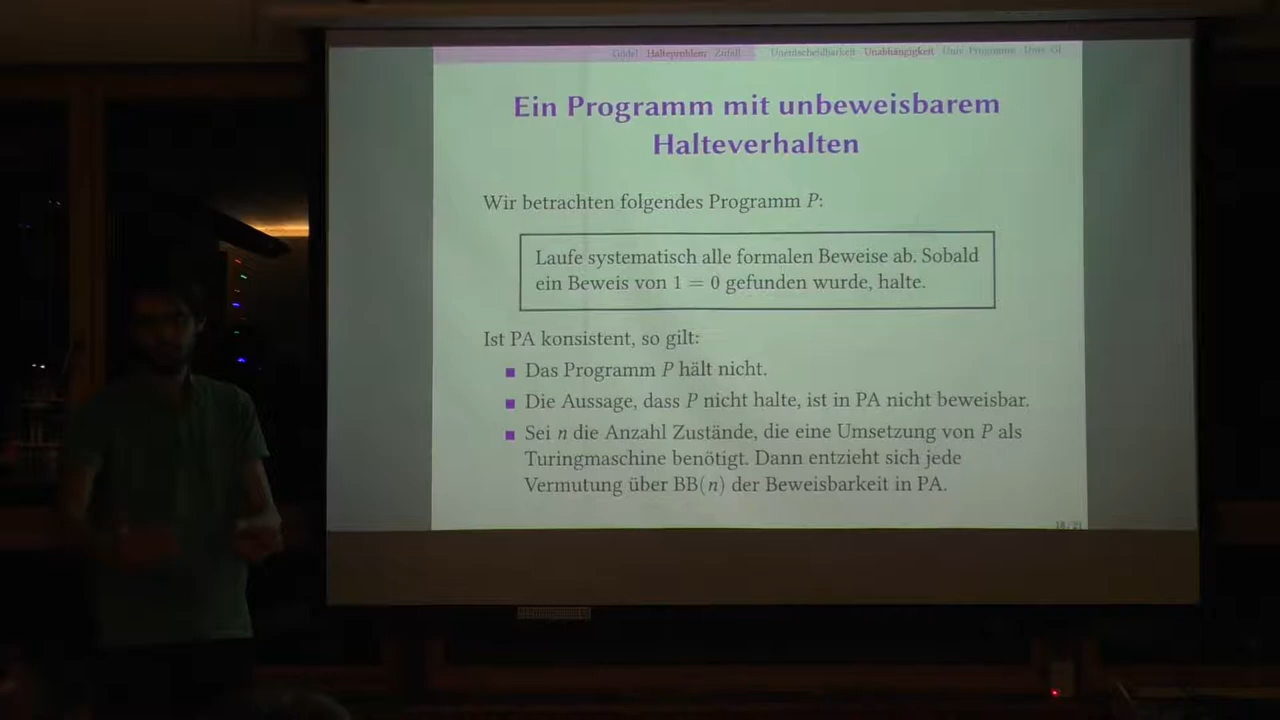 Gödel Halteproblem Zufall Unentscheidbarkeit Unabhängigkeit Univ. Programme
Ein Programm mit unbeweisbarem
Halteverhalten
Wir betrachten folgendes Programm P:
Laufe systematisch alle formalen Beweise ab. Sobald
ein Beweis von 1 = 0 gefunden wurde, halte.
Ist PA konsistent, so gilt:
Das Programm P hält nicht.
Die Aussage, dass P nicht halte, ist in PA nicht beweisbar.
Sei n die Anzahl Zustände, die eine Umsetzung von P als
Turingmaschine benötigt. Dann entzieht sich jede
Vermutung über BB(n) der Beweisbarkeit in PA.
18/21